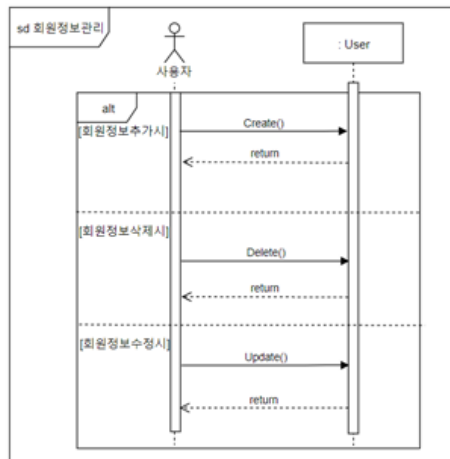 sd 회원정보관리
: User
사용자
alt
[회원정보추가시]
Create()
return
[회원정보삭제시]
Delete()
return
[회원정보수정시]
Update()
return